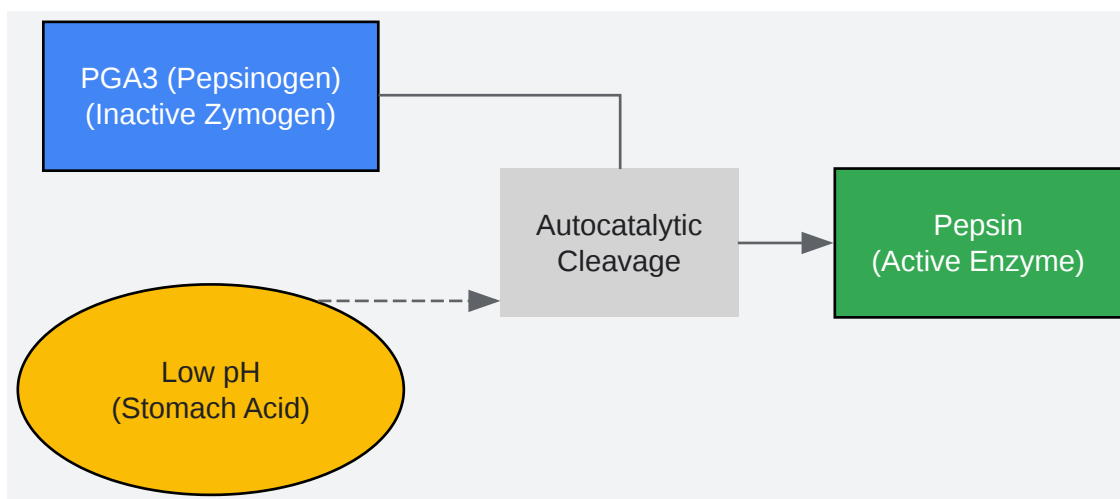 PGA3 (Pepsinogen)
(Inactive Zymogen)
Autocatalytic
Cleavage
Pepsin
(Active Enzyme)
Low pH
(Stomach Acid)